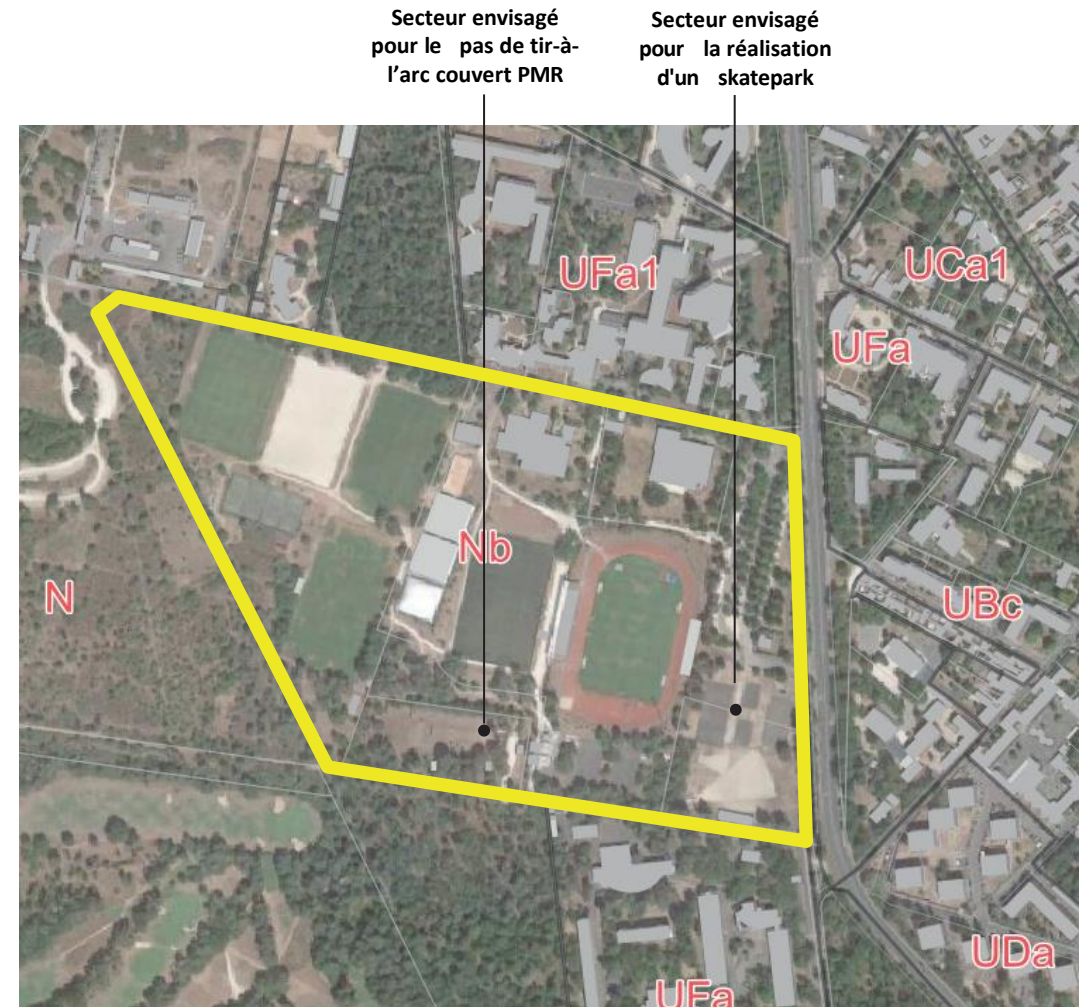 Secteur envisagé
pour le pas de tir-à-
l'arc couvert PMR
Secteur envisagé
pour la réalisation
d'un skatepark
UFa1
UCa1
UFa
Nb
N
UBc
UDa
UFa